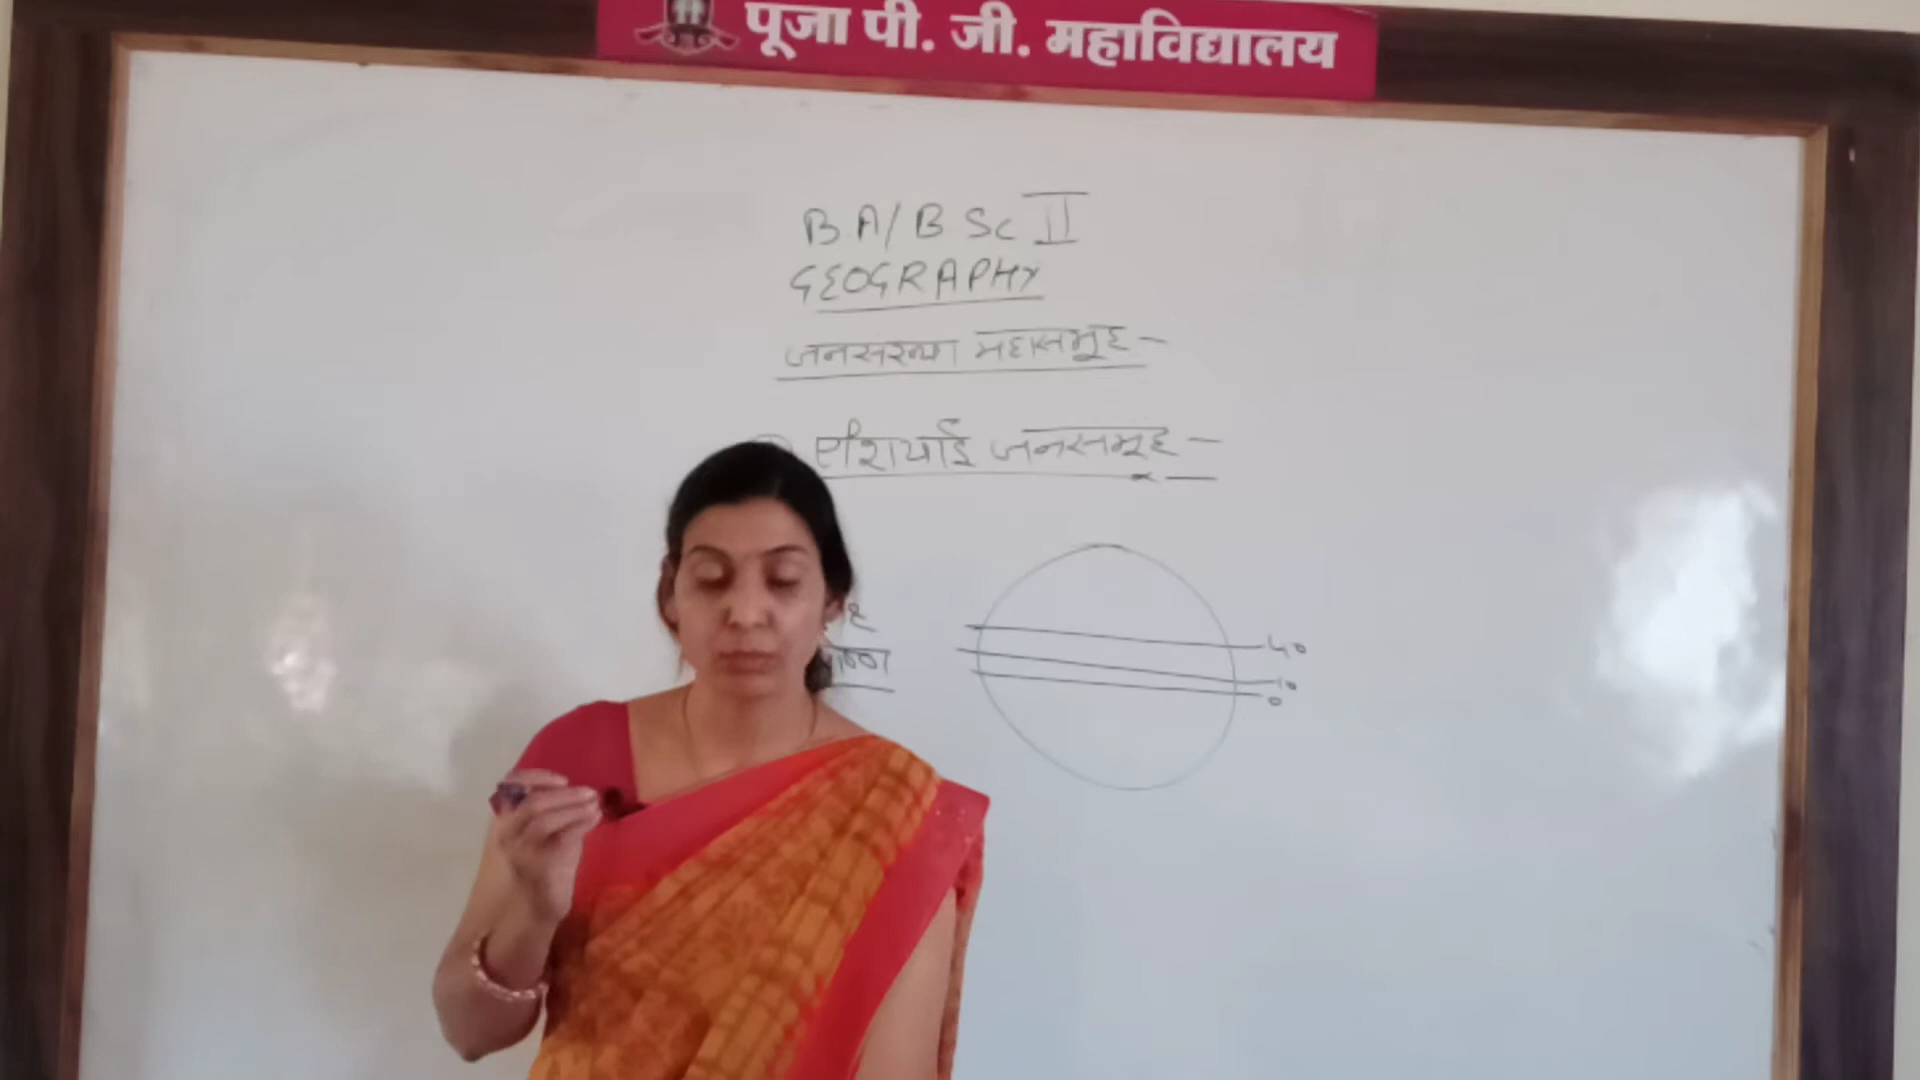 पूजा पी. जी. महाविद्यालय
B.A/B Sc II
GEOGRAPHY
जनसंख्या महासमूह -
एशियाई जनसमूह -
40
10
0